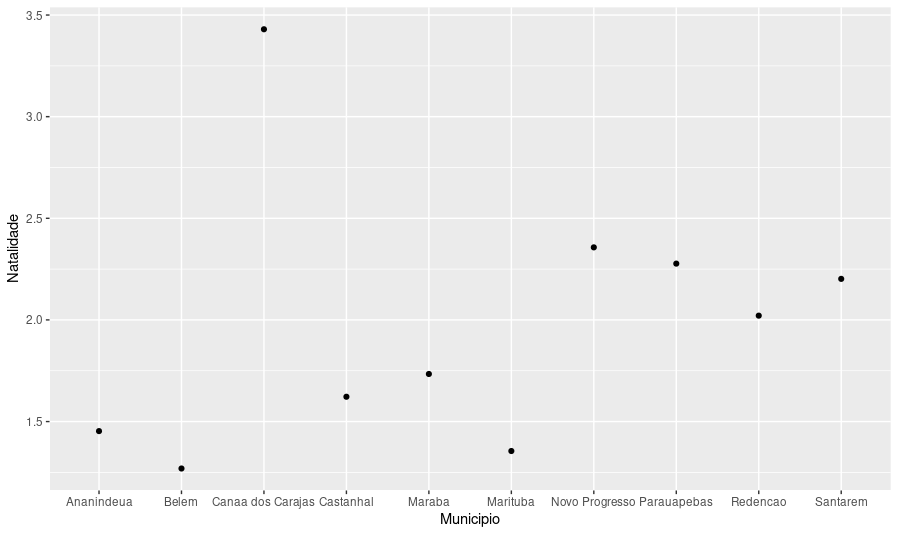 3.5
3.0
2.5
2.0
1.5
Natalidade
Ananindeua Belem Canaa dos Carajas Castanhal Maraba Marituba Novo Progresso Parauapebas Redencao Santarem
Municipio